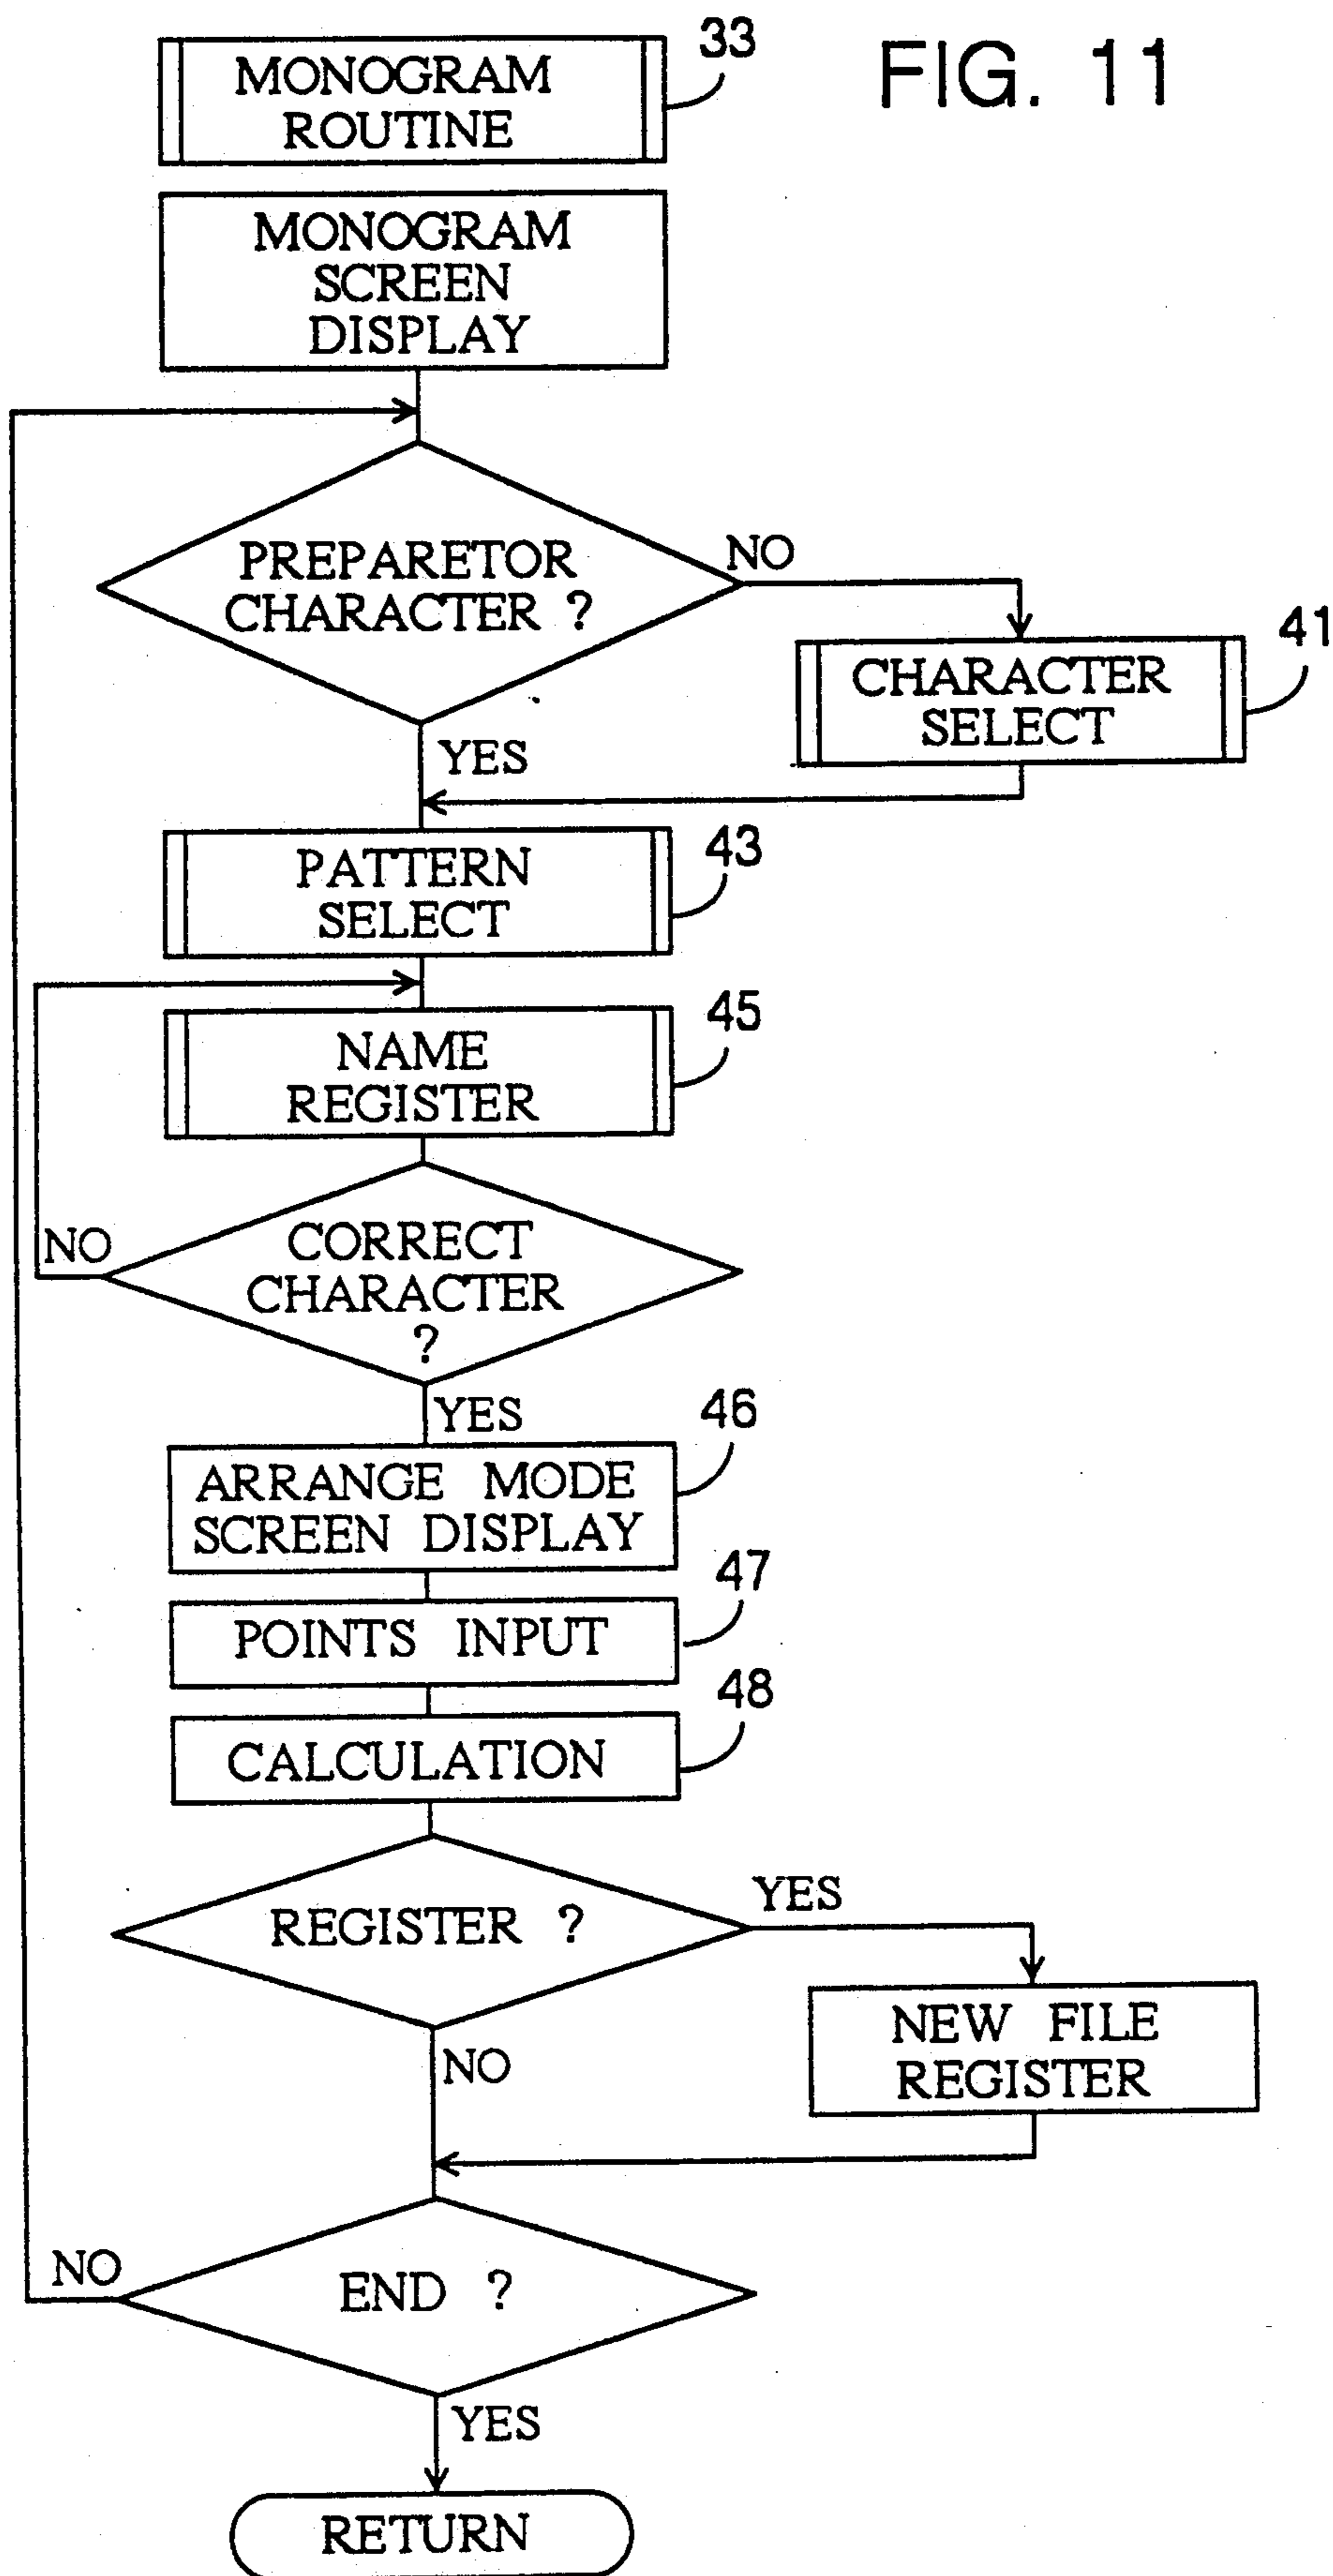 FIG. 11
33
MONOGRAM
ROUTINE
MONOGRAM
SCREEN
DISPLAY
PREPARETOR
CHARACTER ?
NO
41
CHARACTER
SELECT
YES
43
PATTERN
SELECT
45
NAME
REGISTER
NO
CORRECT
CHARACTER
?
YES
46
ARRANGE MODE
SCREEN DISPLAY
47
POINTS INPUT
48
CALCULATION
REGISTER ?
YES
NEW FILE
REGISTER
NO
NO
END ?
YES
RETURN